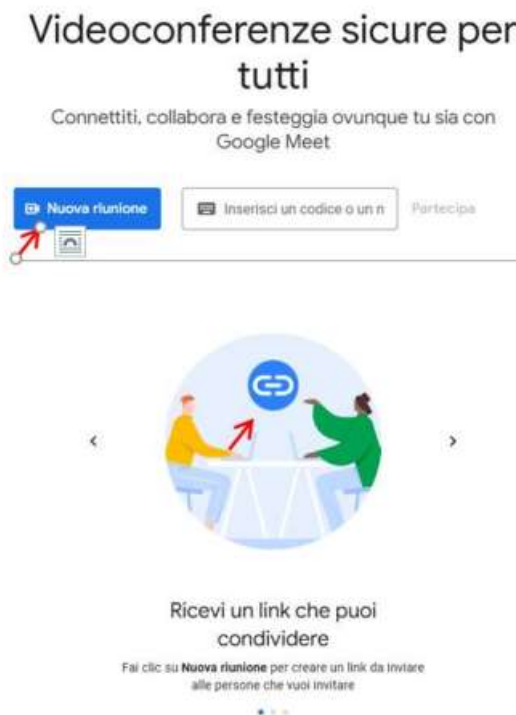 Videoconferenze sicure per
tutti
Connettiti, collabora e festeggia ovunque tu sia con
Google Meet
Nuova riunione
Inserisci un codice o un n
Partecipa
Ricevi un link che puoi
condividere
Fai clic su Nuova riunione per creare un link da inviare
alle persone che vuoi invitare